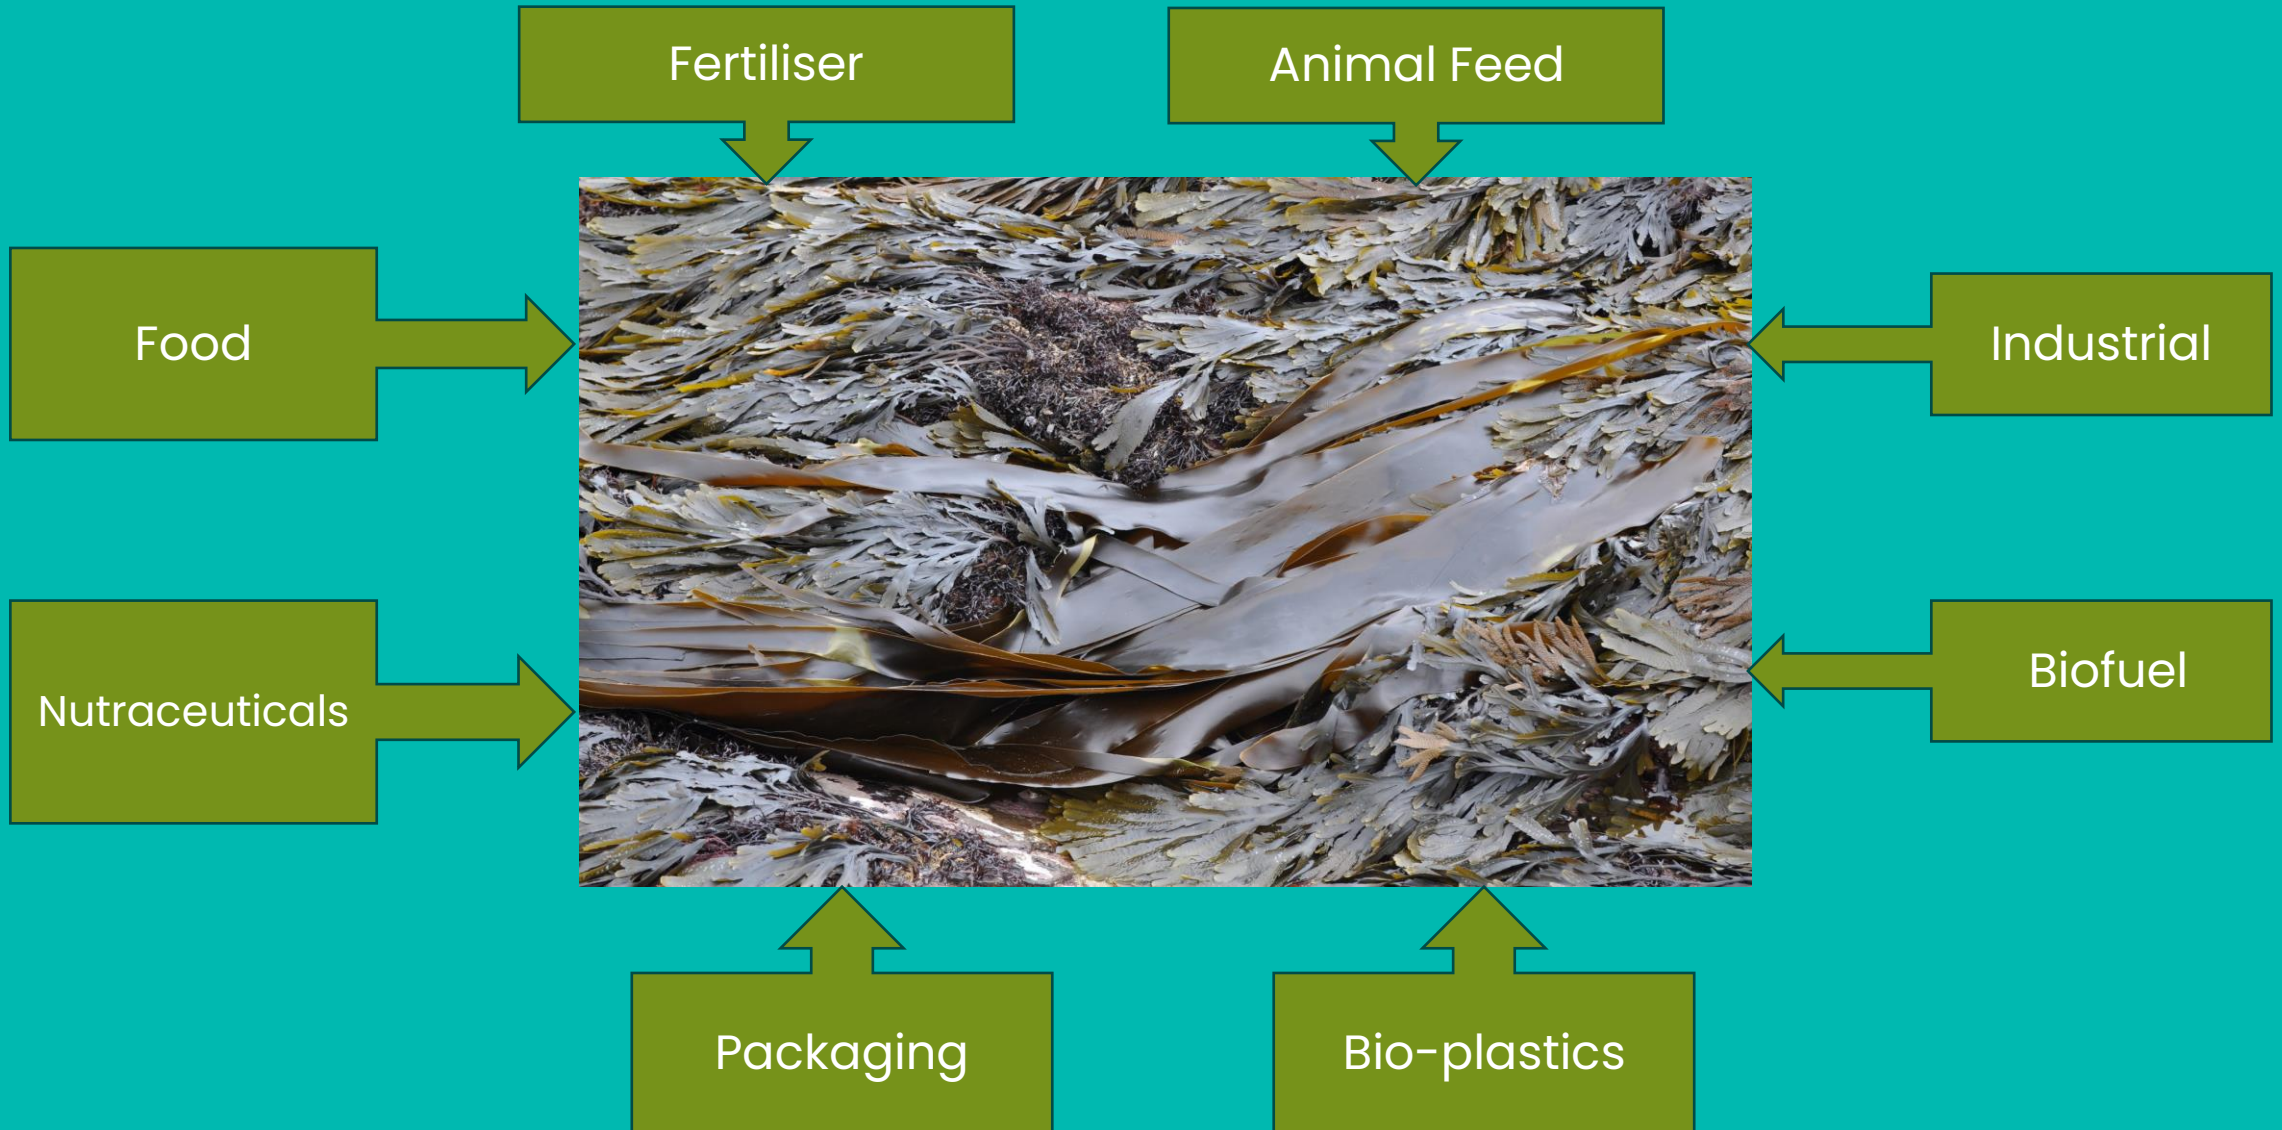 Fertiliser
Animal Feed
Food
Industrial
Nutraceuticals
Biofuel
Packaging
Bio-plastics